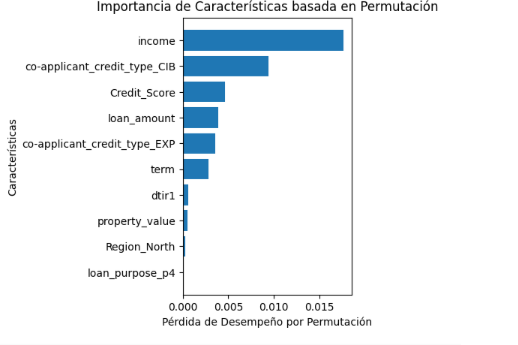 Importancia de Características basada en Permutación
income
co-applicant_credit_type_CIB
Credit_Score
loan_amount
co-applicant_credit_type_EXP
term
dtir1
property_value
Region_North
loan_purpose_p4
Características
0.000 0.005 0.010 0.015
Pérdida de Desempeño por Permutación